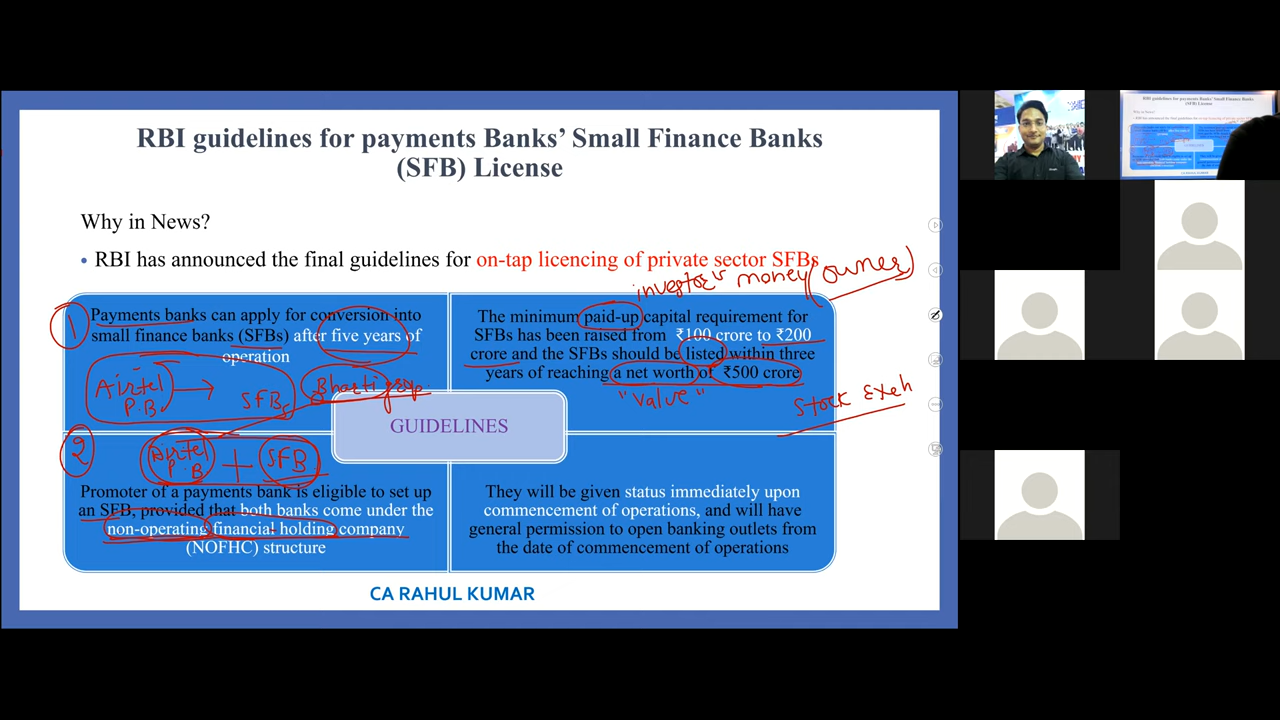 RBI guidelines for payments Banks’ Small Finance Banks
(SFB) License
Why in News?
• RBI has announced the final guidelines for on-tap licencing of private sector SFBs
investor's money (owner)
1
Payments banks can apply for conversion into
small finance banks (SFBs) after five years of
operation
Airtel P.B → SFBs
Bharti group.
The minimum paid-up capital requirement for
SFBs has been raised from ₹100 crore to ₹200
crore and the SFBs should be listed within three
years of reaching a net worth of ₹500 crore
"value"
Stock Exch
GUIDELINES
2
Airtel P.B + SFB
Promoter of a payments bank is eligible to set up
an SFB, provided that both banks come under the
non-operating financial holding company
(NOFHC) structure
They will be given status immediately upon
commencement of operations, and will have
general permission to open banking outlets from
the date of commencement of operations
CA RAHUL KUMAR